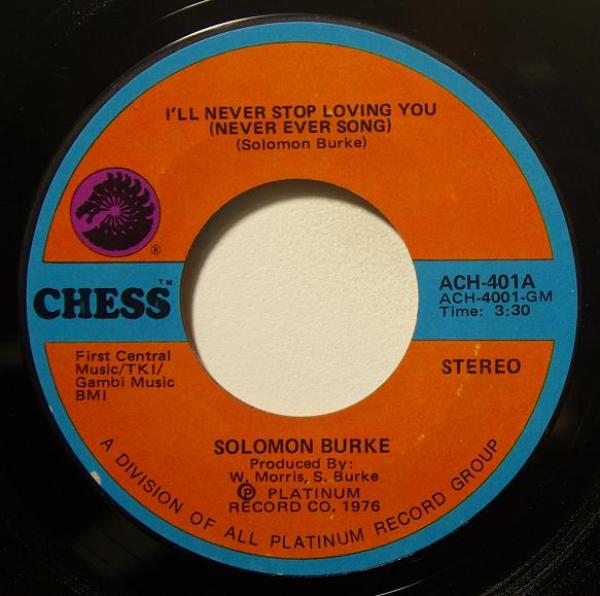 I'LL NEVER STOP LOVING YOU
(NEVER EVER SONG)
(Solomon Burke)
®
CHESS™
ACH-401A
ACH-4001-GM
Time: 3:30
First Central
Music/TKI/
Gambi Music
BMI
STEREO
SOLOMON BURKE
Produced By:
W. Morris, S. Burke
℗ PLATINUM
RECORD CO. 1976
A DIVISION OF ALL PLATINUM RECORD GROUP